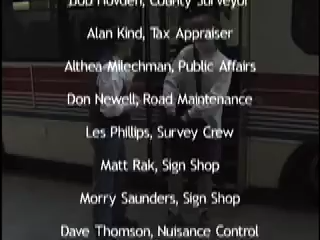 Bob Hovden, County Surveyor
Alan Kind, Tax Appraiser
Althea Milechman, Public Affairs
Don Newell, Road Maintenance
Les Phillips, Survey Crew
Matt Rak, Sign Shop
Morry Saunders, Sign Shop
Dave Thomson, Nuisance Control